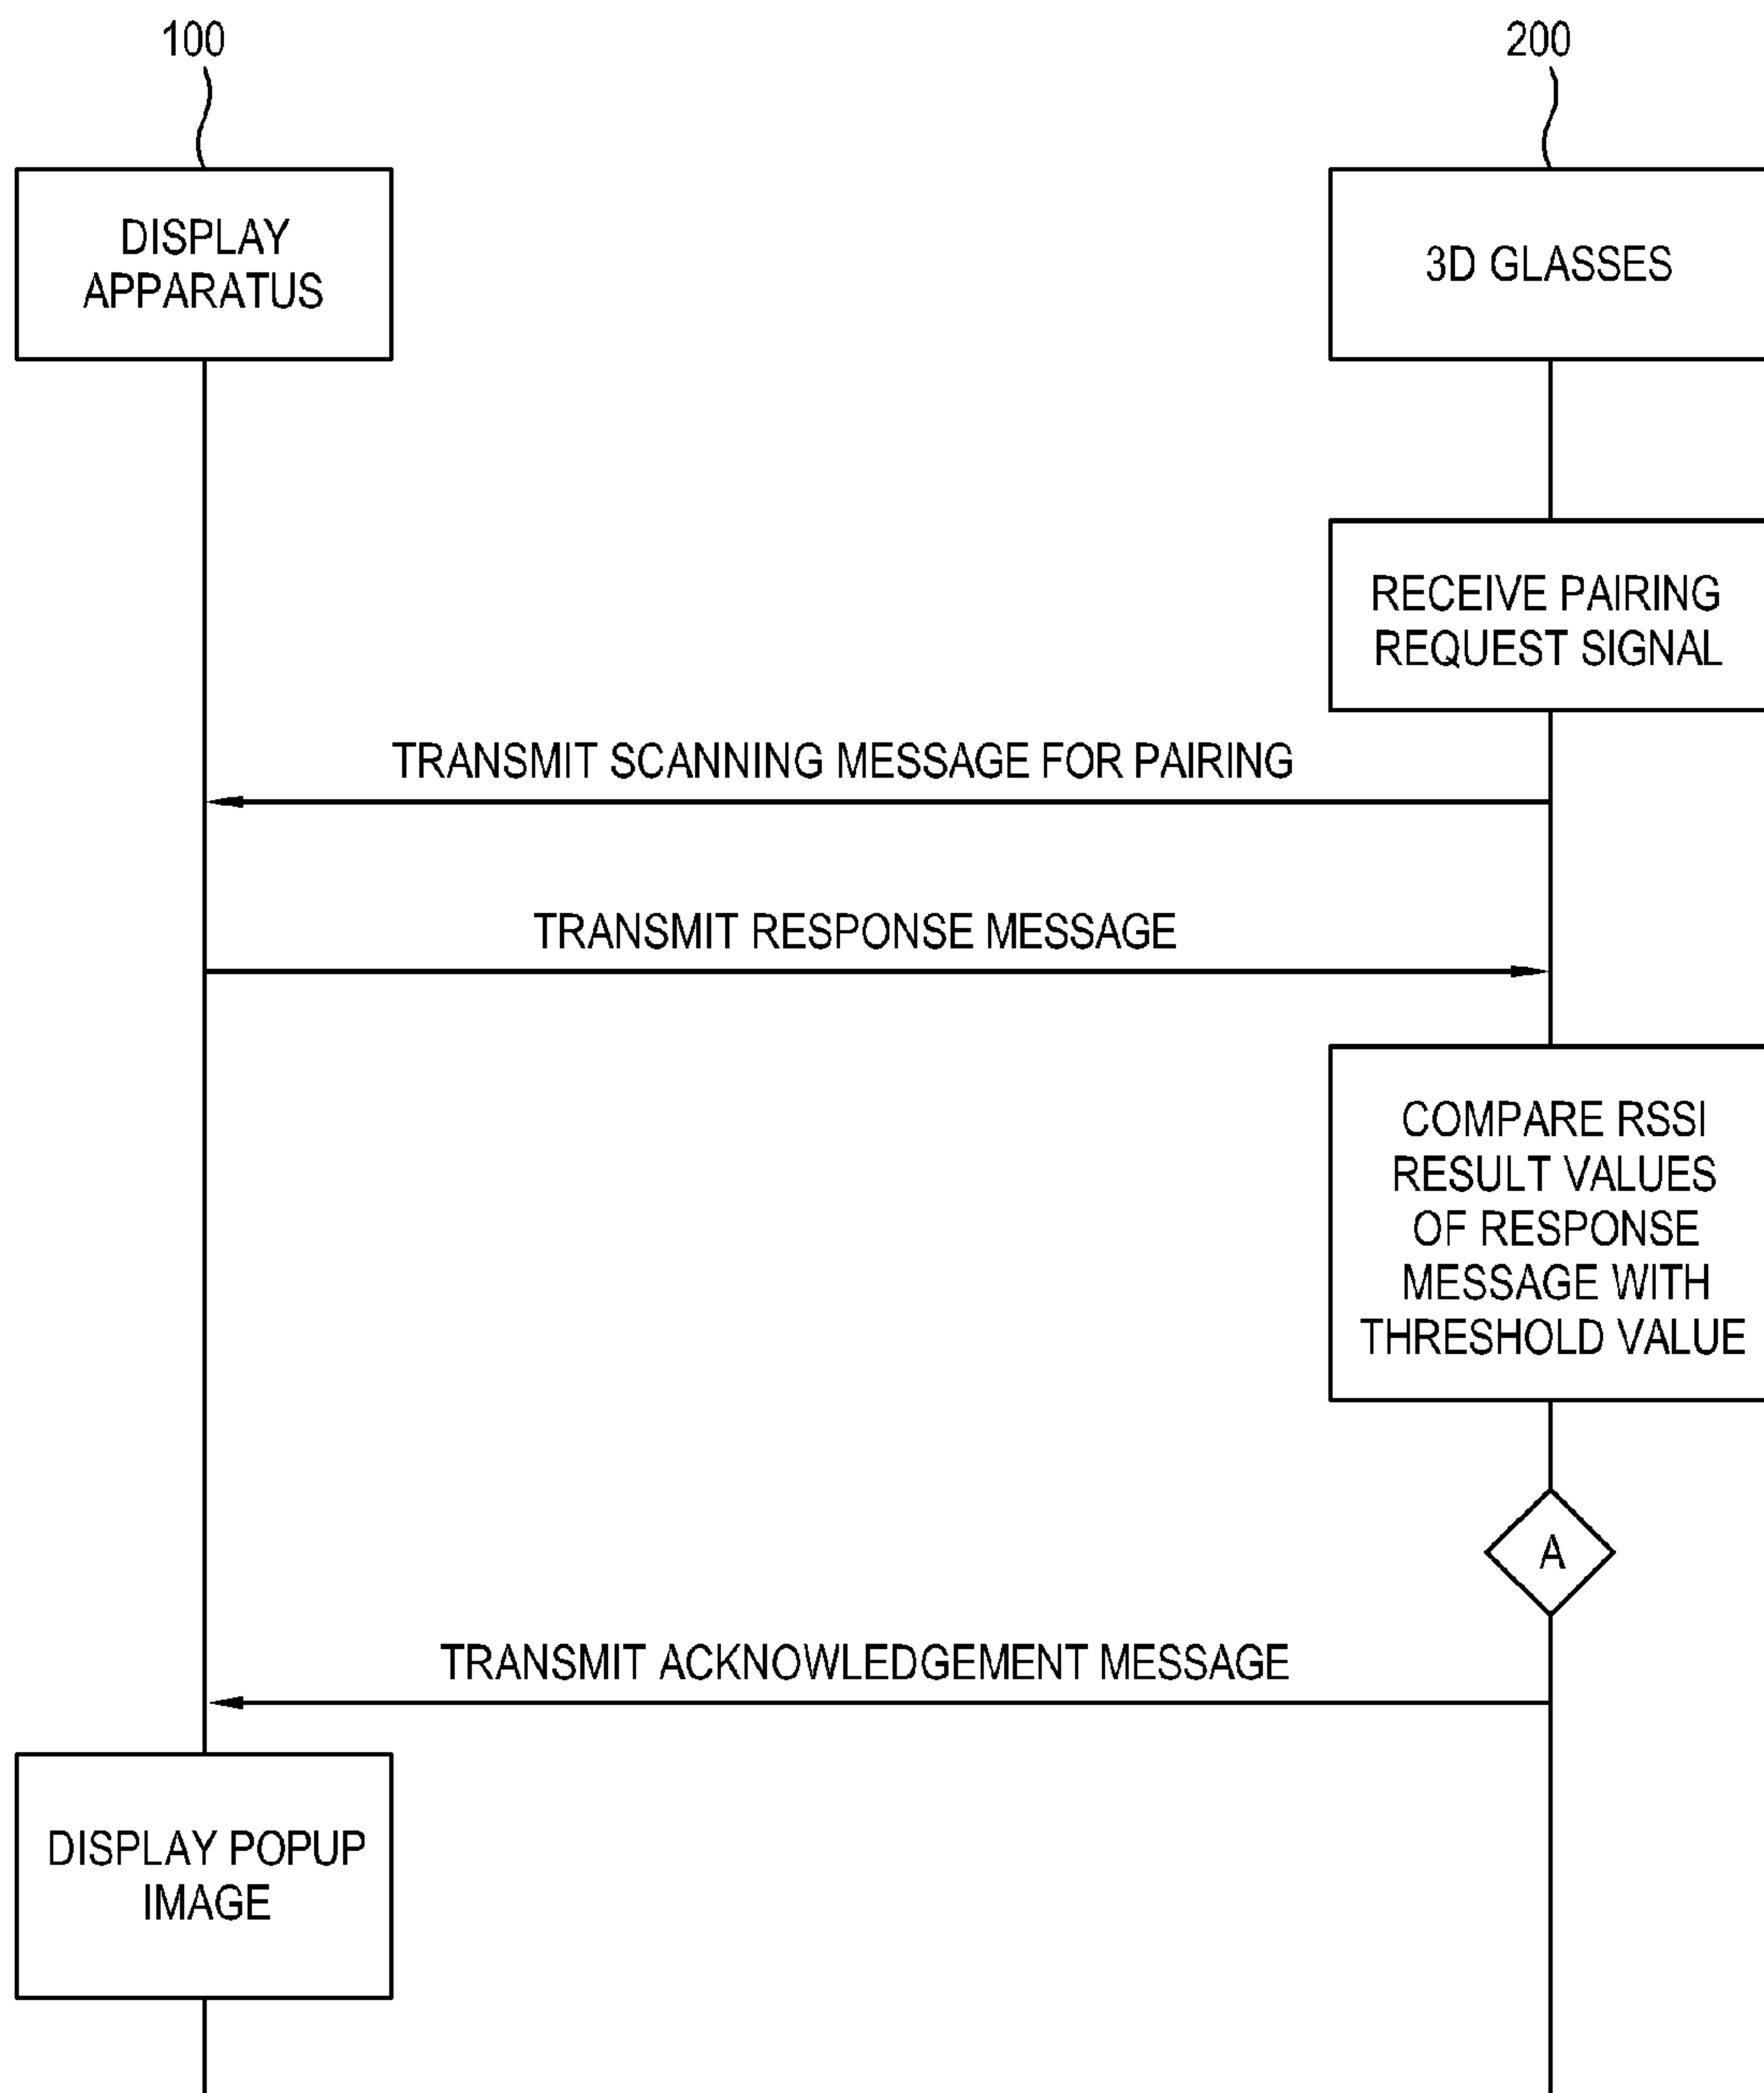 100
200
DISPLAY
APPARATUS
3D GLASSES
RECEIVE PAIRING
REQUEST SIGNAL
TRANSMIT SCANNING MESSAGE FOR PAIRING
TRANSMIT RESPONSE MESSAGE
COMPARE RSSI
RESULT VALUES
OF RESPONSE
MESSAGE WITH
THRESHOLD VALUE
A
TRANSMIT ACKNOWLEDGEMENT MESSAGE
DISPLAY POPUP
IMAGE